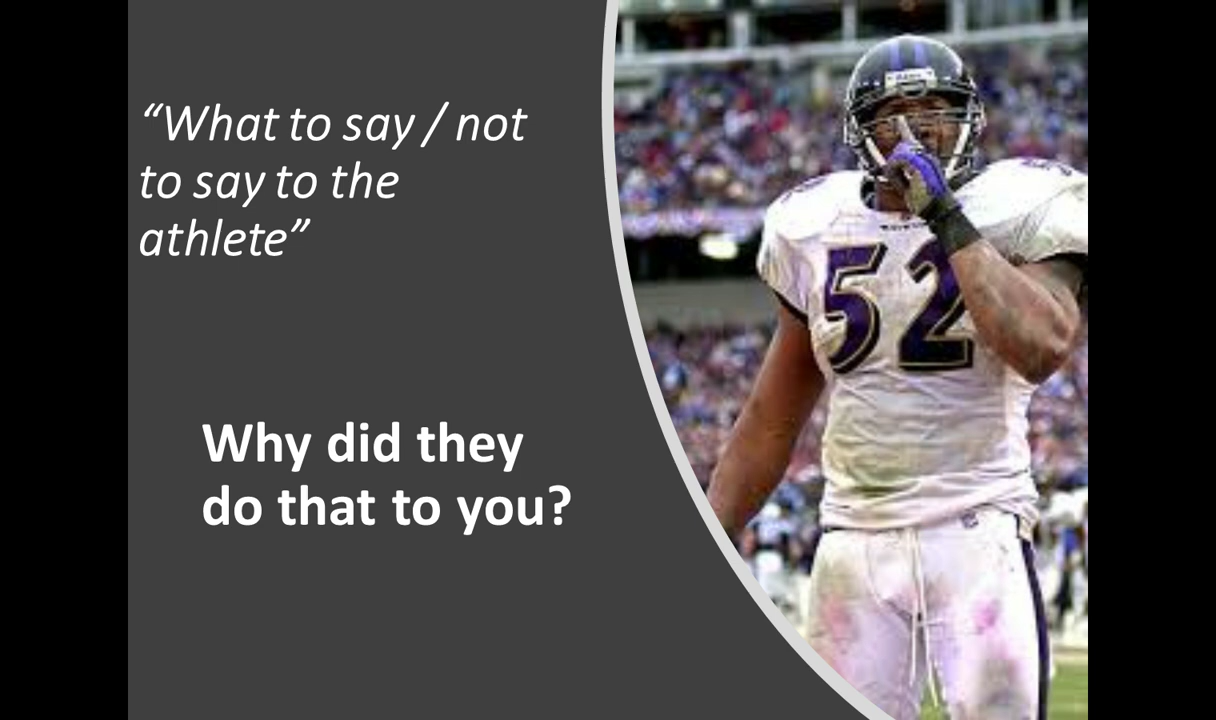 “What to say / not
to say to the
athlete”
Why did they
do that to you?
52